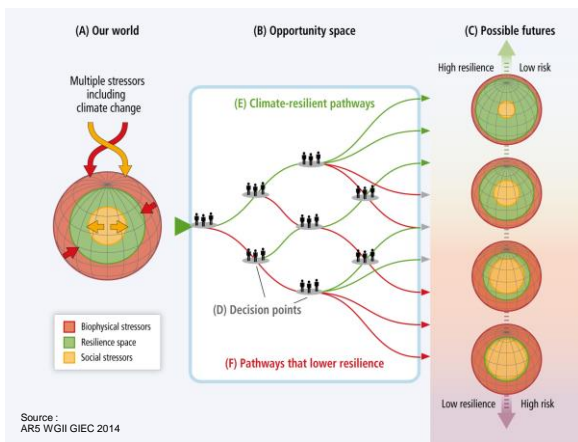 (A) Our world
(B) Opportunity space
(C) Possible futures
Multiple stressors
including
climate change
(E) Climate-resilient pathways
(D) Decision points
(F) Pathways that lower resilience
High resilience
Low risk
Low resilience
High risk
Biophysical stressors
Resilience space
Social stressors
Source :
AR5 WGII GIEC 2014